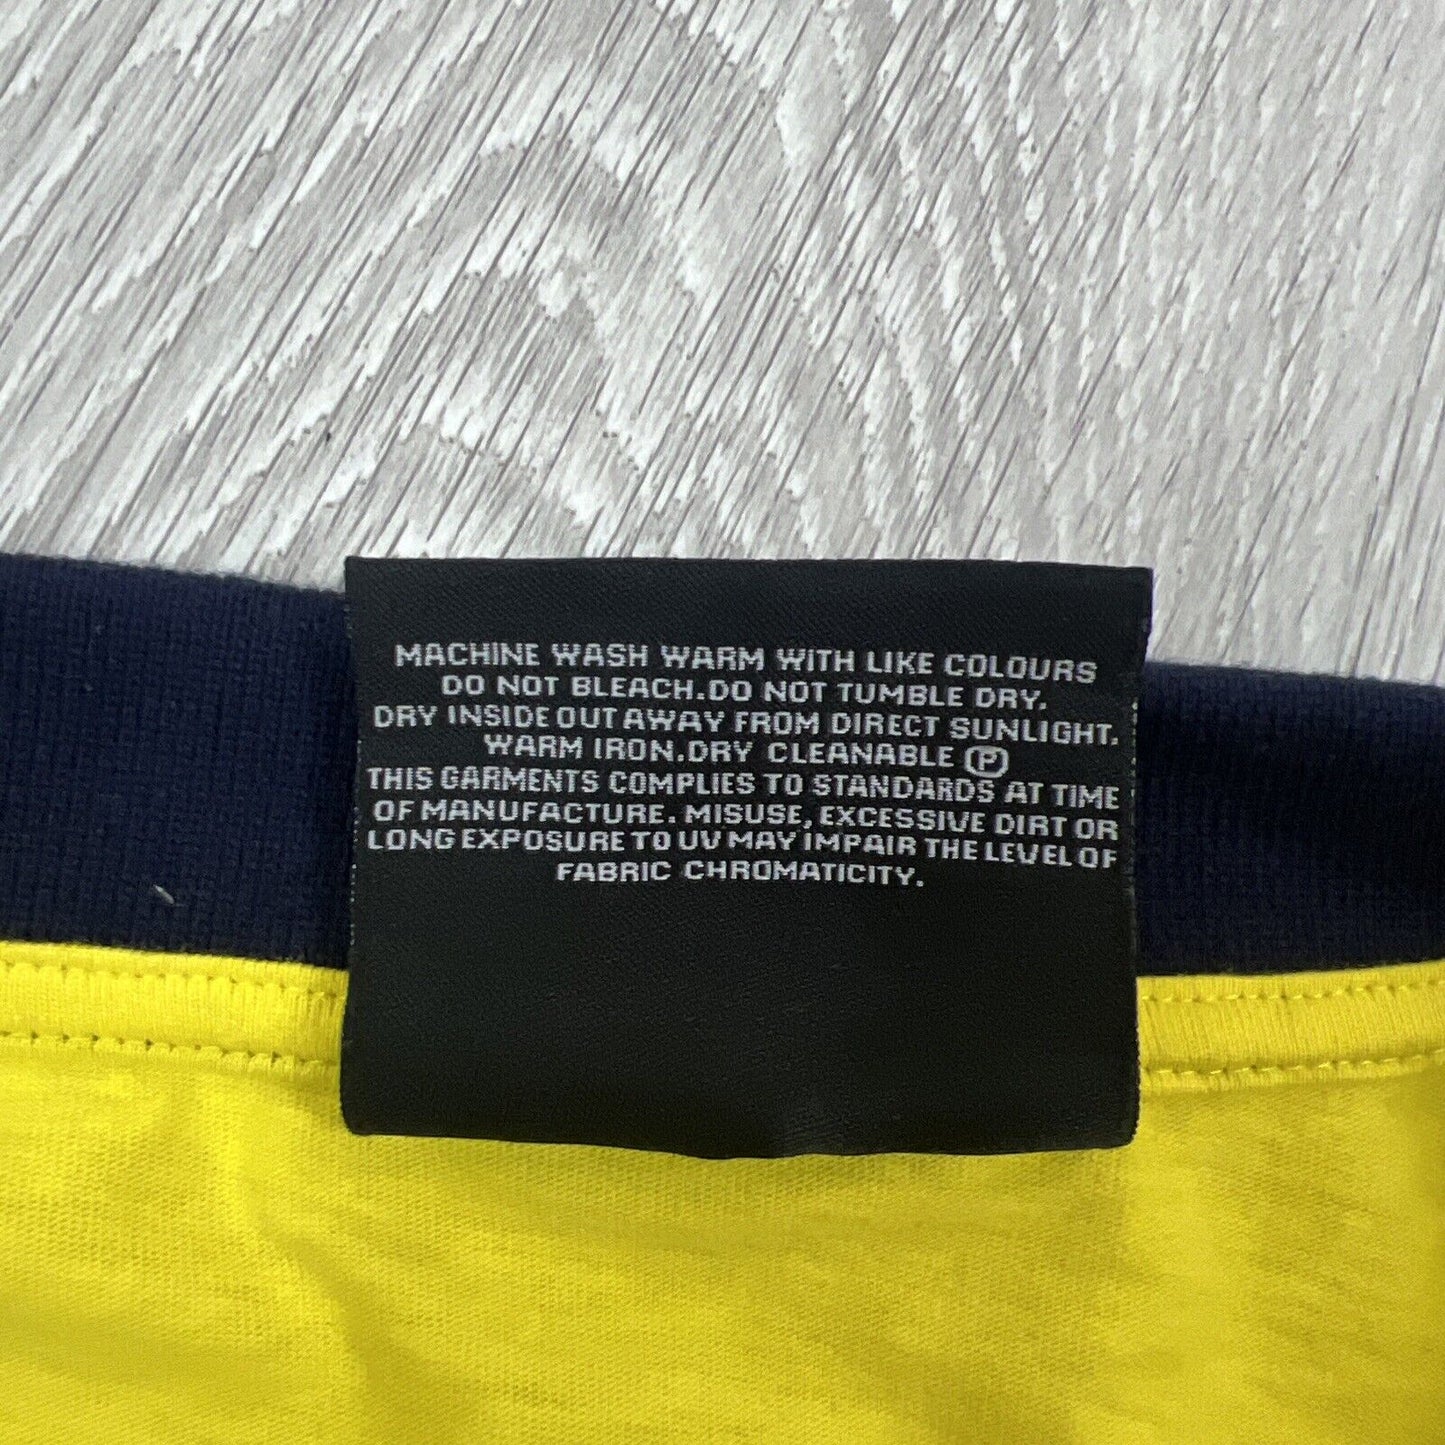 MACHINE WASH WARM WITH LIKE COLOURS
DO NOT BLEACH.DO NOT TUMBLE DRY.
DRY INSIDE OUT AWAY FROM DIRECT SUNLIGHT.
WARM IRON.DRY CLEANABLE Ⓟ
THIS GARMENTS COMPLIES TO STANDARDS AT TIME
OF MANUFACTURE. MISUSE, EXCESSIVE DIRT OR
LONG EXPOSURE TO UV MAY IMPAIR THE LEVEL OF
FABRIC CHROMATICITY.